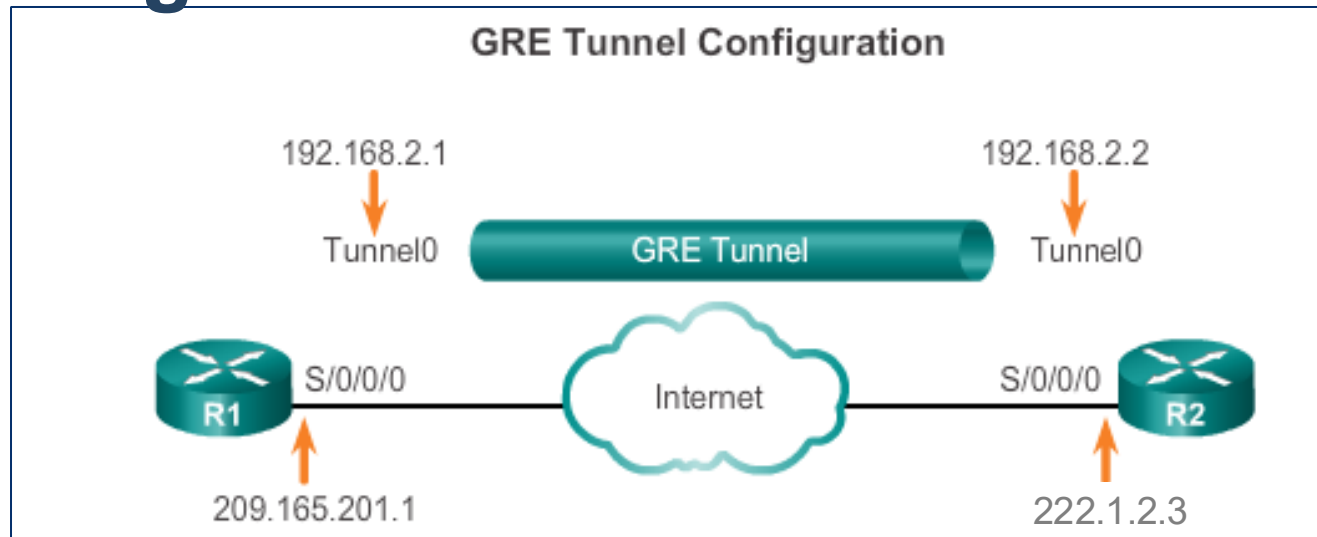 GRE Tunnel Configuration
192.168.2.1 192.168.2.2
Tunnel0 GRE Tunnel Tunnel0
S/0/0/0 Internet S/0/0/0
R1 R2
209.165.201.1 222.1.2.3